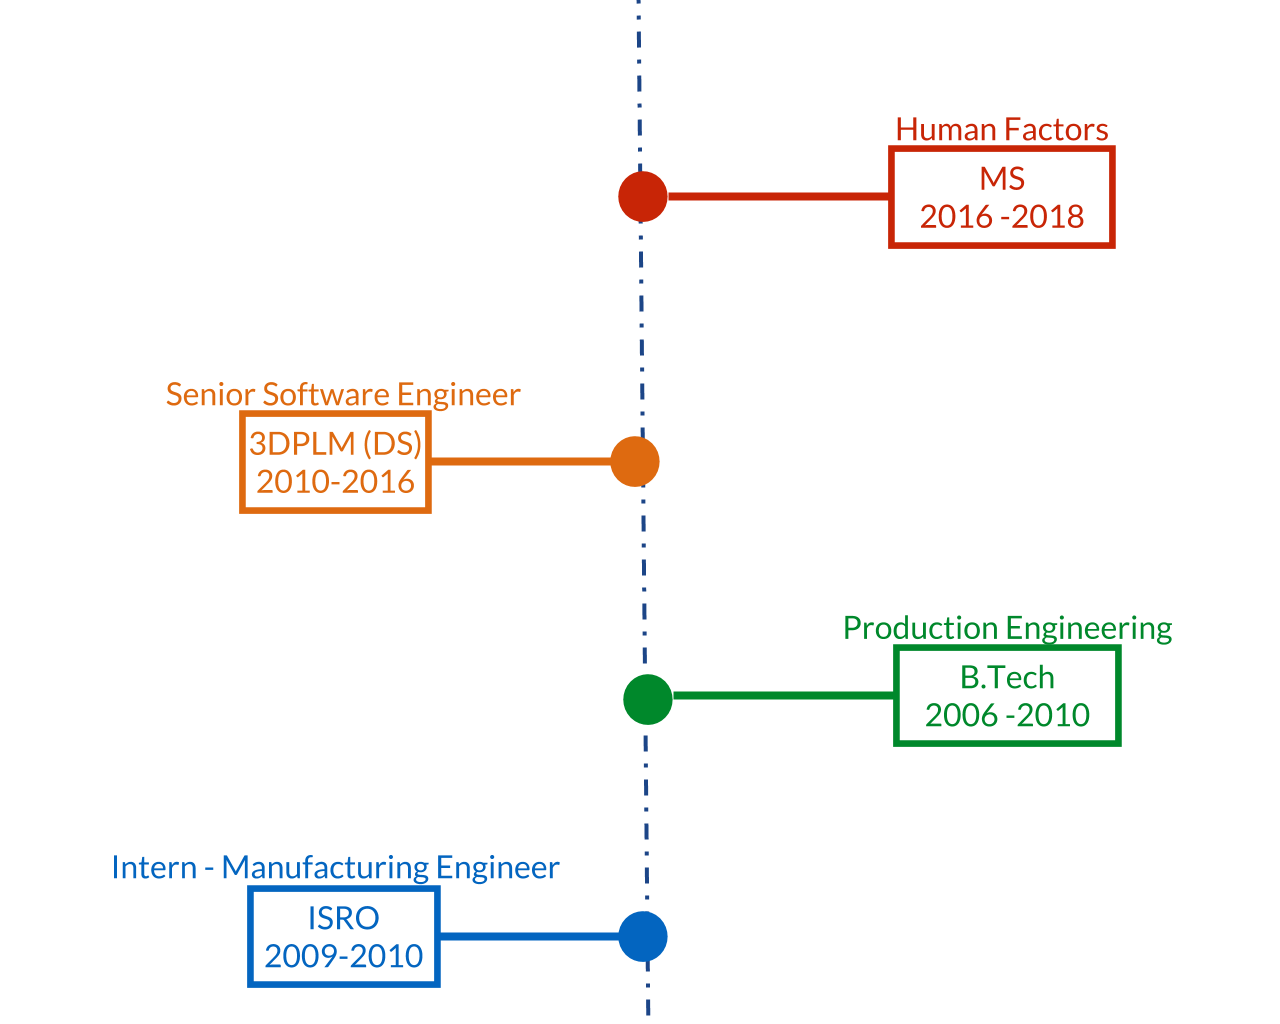 Human Factors
MS
2016 -2018
Senior Software Engineer
3DPLM (DS)
2010-2016
Production Engineering
B.Tech
2006 -2010
Intern - Manufacturing Engineer
ISRO
2009-2010